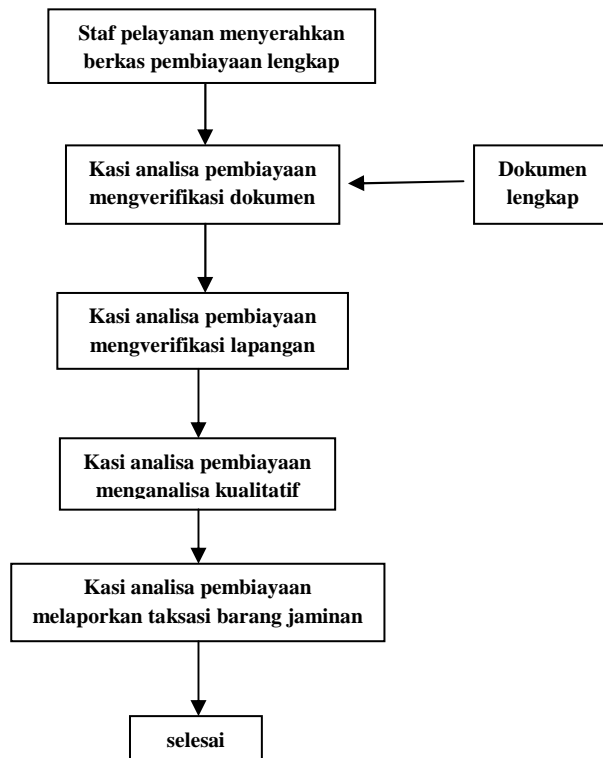 Staf pelayanan menyerahkan
berkas pembiayaan lengkap
Kasi analisa pembiayaan
mengverifikasi dokumen
Dokumen
lengkap
Kasi analisa pembiayaan
mengverifikasi lapangan
Kasi analisa pembiayaan
menganalisa kualitatif
Kasi analisa pembiayaan
melaporkan taksasi barang jaminan
selesai